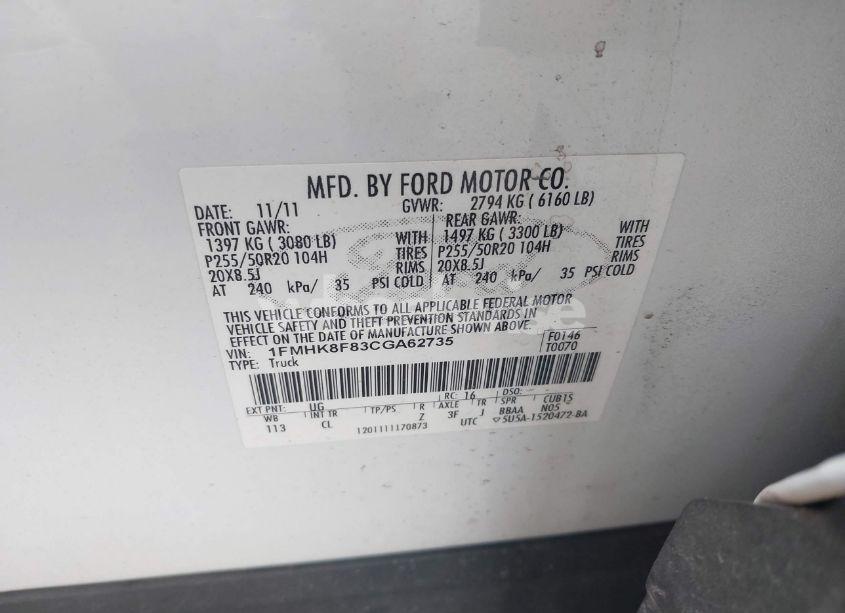 MFD. BY FORD MOTOR CO.
DATE: 11/11 GVWR: 2794 KG ( 6160 LB)
FRONT GAWR: REAR GAWR:
1397 KG ( 3080 LB) WITH 1497 KG ( 3300 LB) WITH
P255/50R20 104H TIRES P255/50R20 104H TIRES
20X8.5J RIMS 20X8.5J RIMS
AT 240 kPa/ 35 PSI COLD AT 240 kPa/ 35 PSI COLD
THIS VEHICLE CONFORMS TO ALL APPLICABLE FEDERAL MOTOR
VEHICLE SAFETY AND THEFT PREVENTION STANDARDS IN
EFFECT ON THE DATE OF MANUFACTURE SHOWN ABOVE.
VIN: 1FMHK8F83CGA62735 F0146
TYPE: Truck T0070
EXT PNT: UG RC: 16 DSO:
WB INT TR TP/PS R AXLE TR SPR CUB15
113 CL Z 3F J BBAA N05
1201111170873 UTC 5U5A-1520472-BA